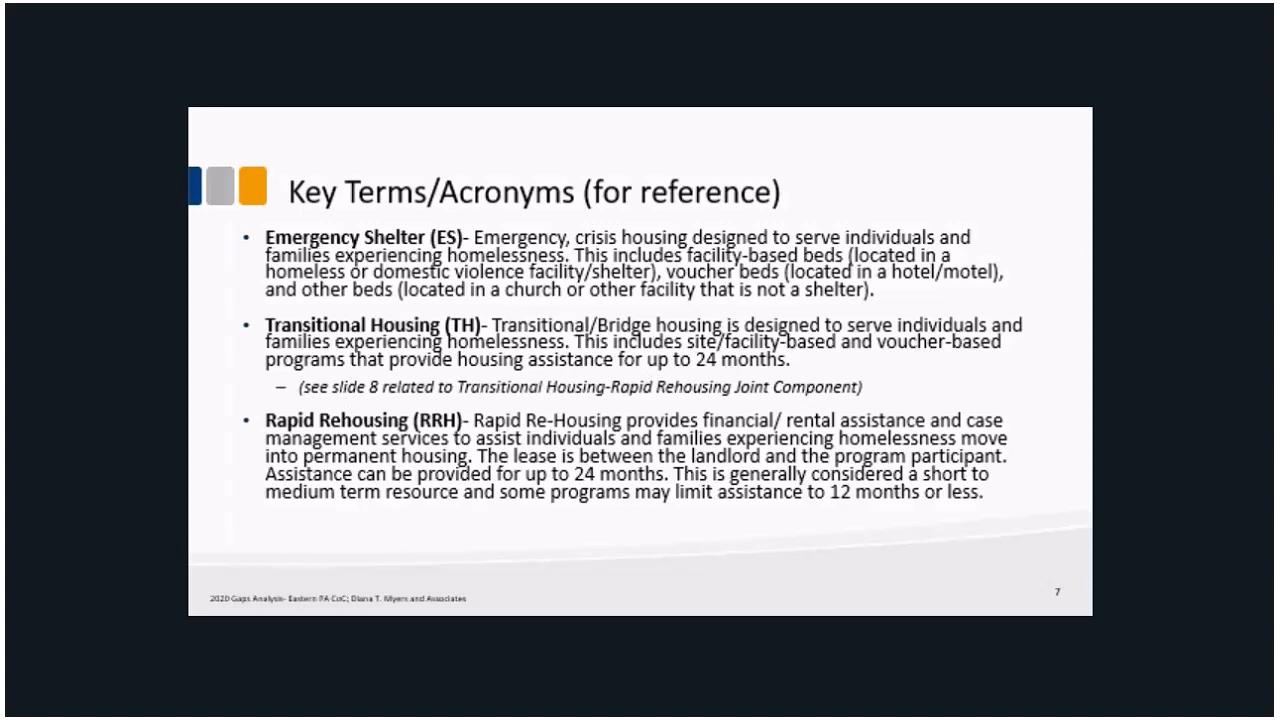 Key Terms/Acronyms (for reference)
• Emergency Shelter (ES)- Emergency, crisis housing designed to serve individuals and
families experiencing homelessness. This includes facility-based beds (located in a
homeless or domestic violence facility/shelter), voucher beds (located in a hotel/motel),
and other beds (located in a church or other facility that is not a shelter).
• Transitional Housing (TH)- Transitional/Bridge housing is designed to serve individuals and
families experiencing homelessness. This includes site/facility-based and voucher-based
programs that provide housing assistance for up to 24 months.
– (see slide 8 related to Transitional Housing-Rapid Rehousing Joint Component)
• Rapid Rehousing (RRH)- Rapid Re-Housing provides financial/ rental assistance and case
management services to assist individuals and families experiencing homelessness move
into permanent housing. The lease is between the landlord and the program participant.
Assistance can be provided for up to 24 months. This is generally considered a short to
medium term resource and some programs may limit assistance to 12 months or less.
2020 Gaps Analysis- Eastern PA CoC; Diana T. Myers and Associates
7